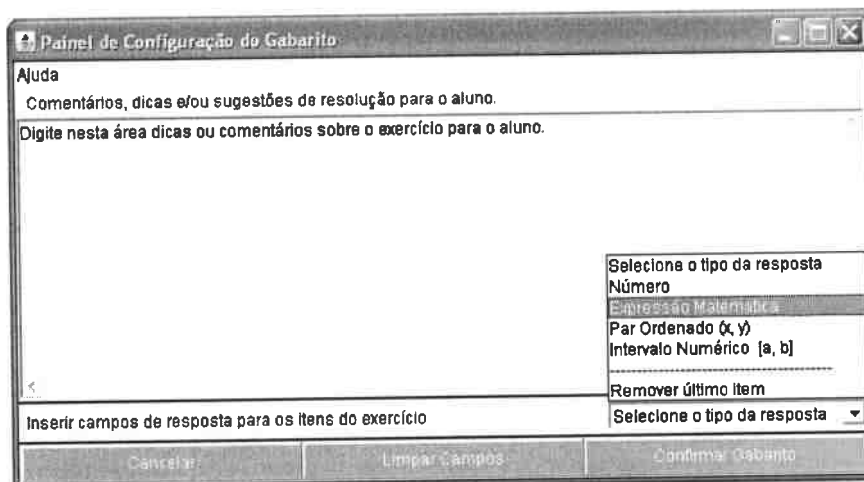 Painel de Configuração do Gabarito
Ajuda
Comentários, dicas e/ou sugestões de resolução para o aluno.
Digite nesta área dicas ou comentários sobre o exercício para o aluno.
Selecione o tipo da resposta
Número
Expressão Matemática
Par Ordenado (x, y)
Intervalo Numérico [a, b]
Remover último item
Inserir campos de resposta para os itens do exercício
Selecione o tipo da resposta
Cancelar
Limpar Campos
Confirmar Gabarito